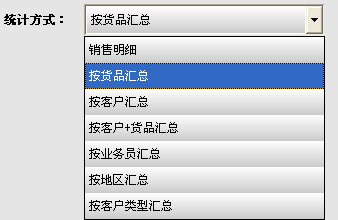 统计方式： 按货品汇总
销售明细
按货品汇总
按客户汇总
按客户+货品汇总
按业务员汇总
按地区汇总
按客户类型汇总